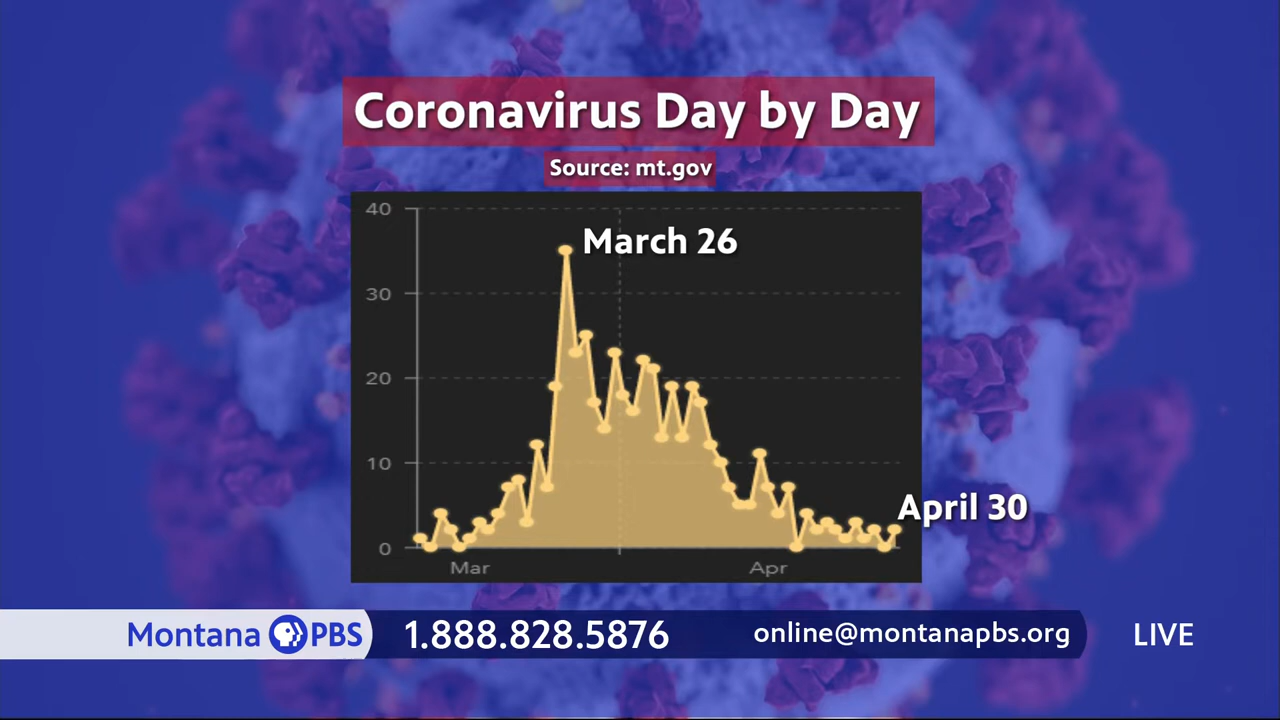 Coronavirus Day by Day
Source: mt.gov
40
March 26
30
20
10
April 30
0
Mar Apr
Montana PBS 1.888.828.5876 online@montanapbs.org LIVE